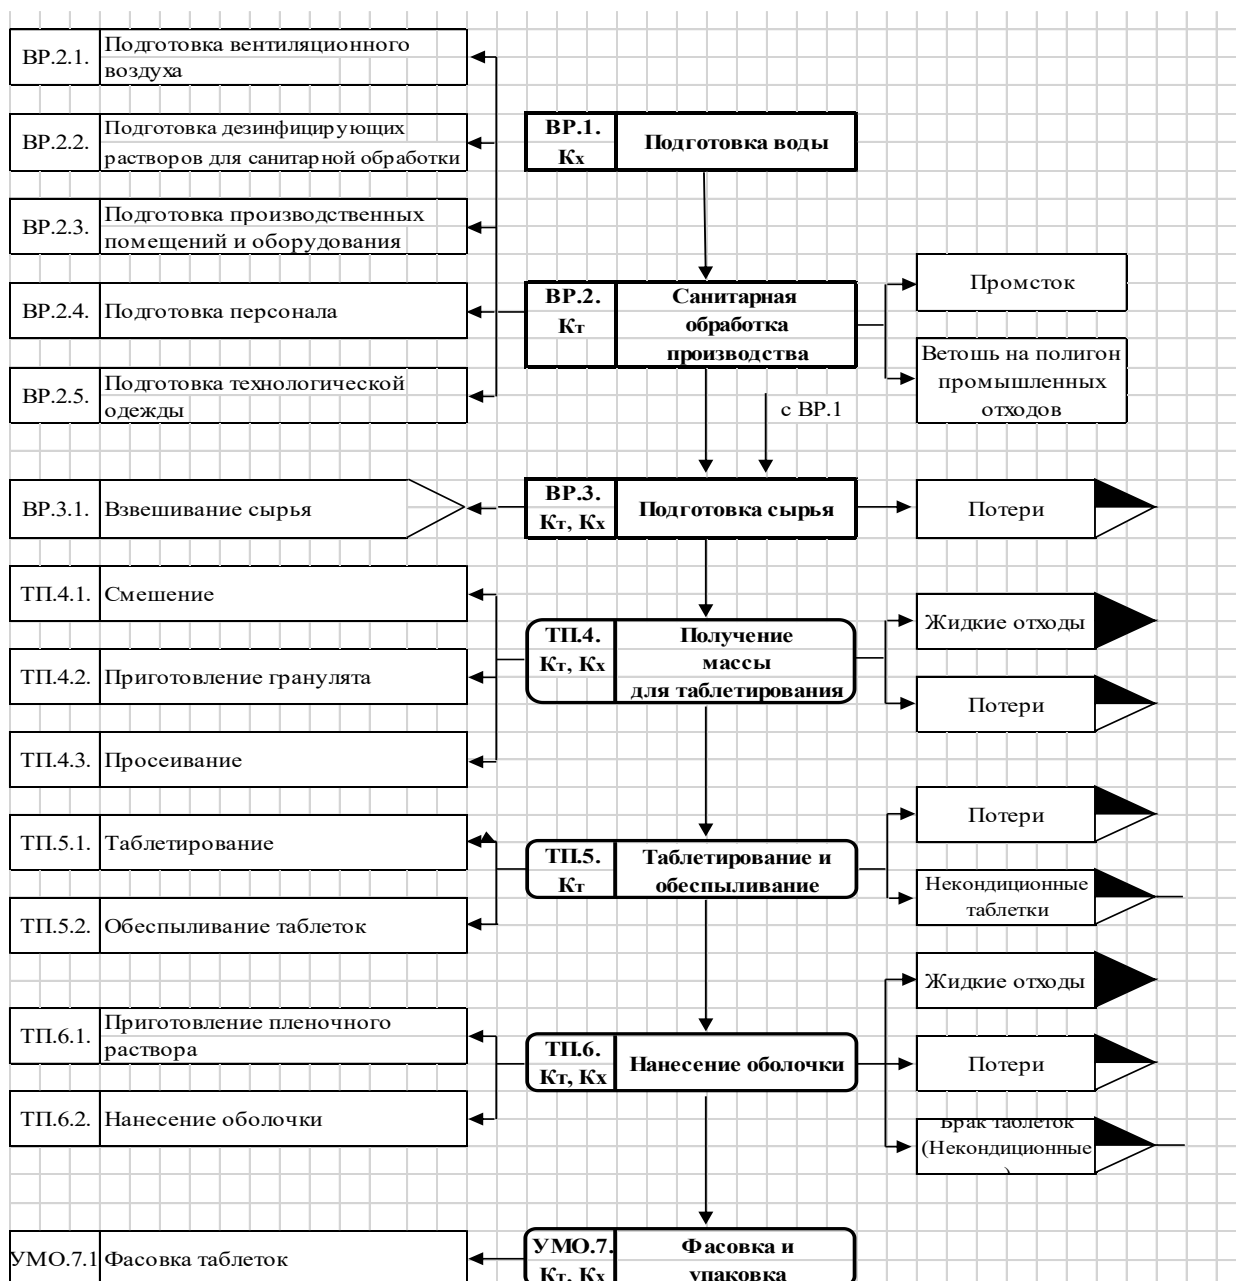 ВР.2.1.
Подготовка вентиляционного
воздуха
ВР.2.2.
Подготовка дезинфицирующих
растворов для санитарной обработки
ВР.1.
Кх
Подготовка воды
ВР.2.3.
Подготовка производственных
помещений и оборудования
ВР.2.4.
Подготовка персонала
ВР.2.
Кт
Санитарная
обработка
производства
Промсток
Ветошь на полигон
промышленных
отходов
ВР.2.5.
Подготовка технологической
одежды
с ВР.1
ВР.3.1.
Взвешивание сырья
ВР.3.
Кт, Кх
Подготовка сырья
Потери
ТП.4.1.
Смешение
ТП.4.
Кт, Кх
Получение
массы
для таблетирования
Жидкие отходы
ТП.4.2.
Приготовление гранулята
Потери
ТП.4.3.
Просеивание
Потери
ТП.5.1.
Таблетирование
ТП.5.
Кт
Таблетирование и
обеспыливание
Некондиционные
таблетки
ТП.5.2.
Обеспыливание таблеток
Жидкие отходы
ТП.6.1.
Приготовление пленочного
раствора
ТП.6.
Кт, Кх
Нанесение оболочки
Потери
ТП.6.2.
Нанесение оболочки
Брак таблеток
(Некондиционные
)
УМО.7.1
Фасовка таблеток
УМО.7.
Кт, Кх
Фасовка и
упаковка